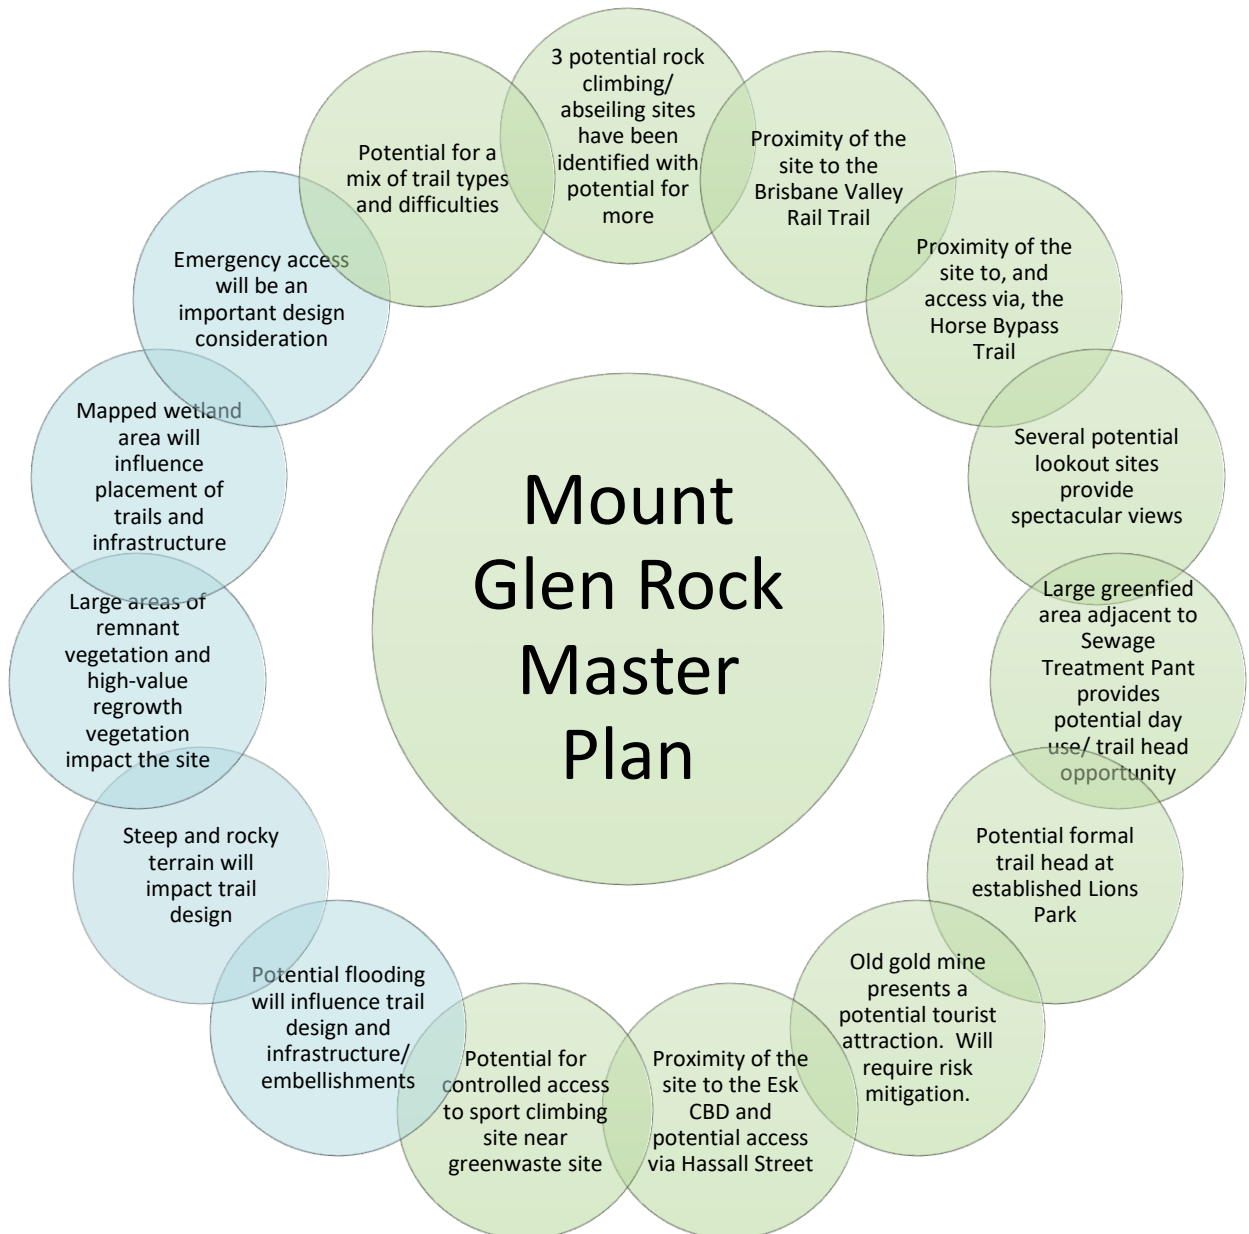 3 potential rock
climbing/
abseiling sites
have been
identified with
potential for
more
Proximity of the
site to the
Brisbane Valley
Rail Trail
Proximity of the
site to, and
access via, the
Horse Bypass
Trail
Several potential
lookout sites
provide
spectacular views
Large greenfied
area adjacent to
Sewage
Treatment Pant
provides
potential day
use/ trail head
opportunity
Potential formal
trail head at
established Lions
Park
Old gold mine
presents a
potential tourist
attraction.  Will
require risk
mitigation.
Proximity of the
site to the Esk
CBD and
potential access
via Hassall Street
Potential for
controlled access
to sport climbing
site near
greenwaste site
Potential flooding
will influence trail
design and
infrastructure/
embellishments
Steep and rocky
terrain will
impact trail
design
Large areas of
remnant
vegetation and
high-value
regrowth
vegetation
impact the site
Mapped wetland
area will
influence
placement of
trails and
infrastructure
Emergency access
will be an
important design
consideration
Potential for a
mix of trail types
and difficulties
Mount
Glen Rock
Master
Plan